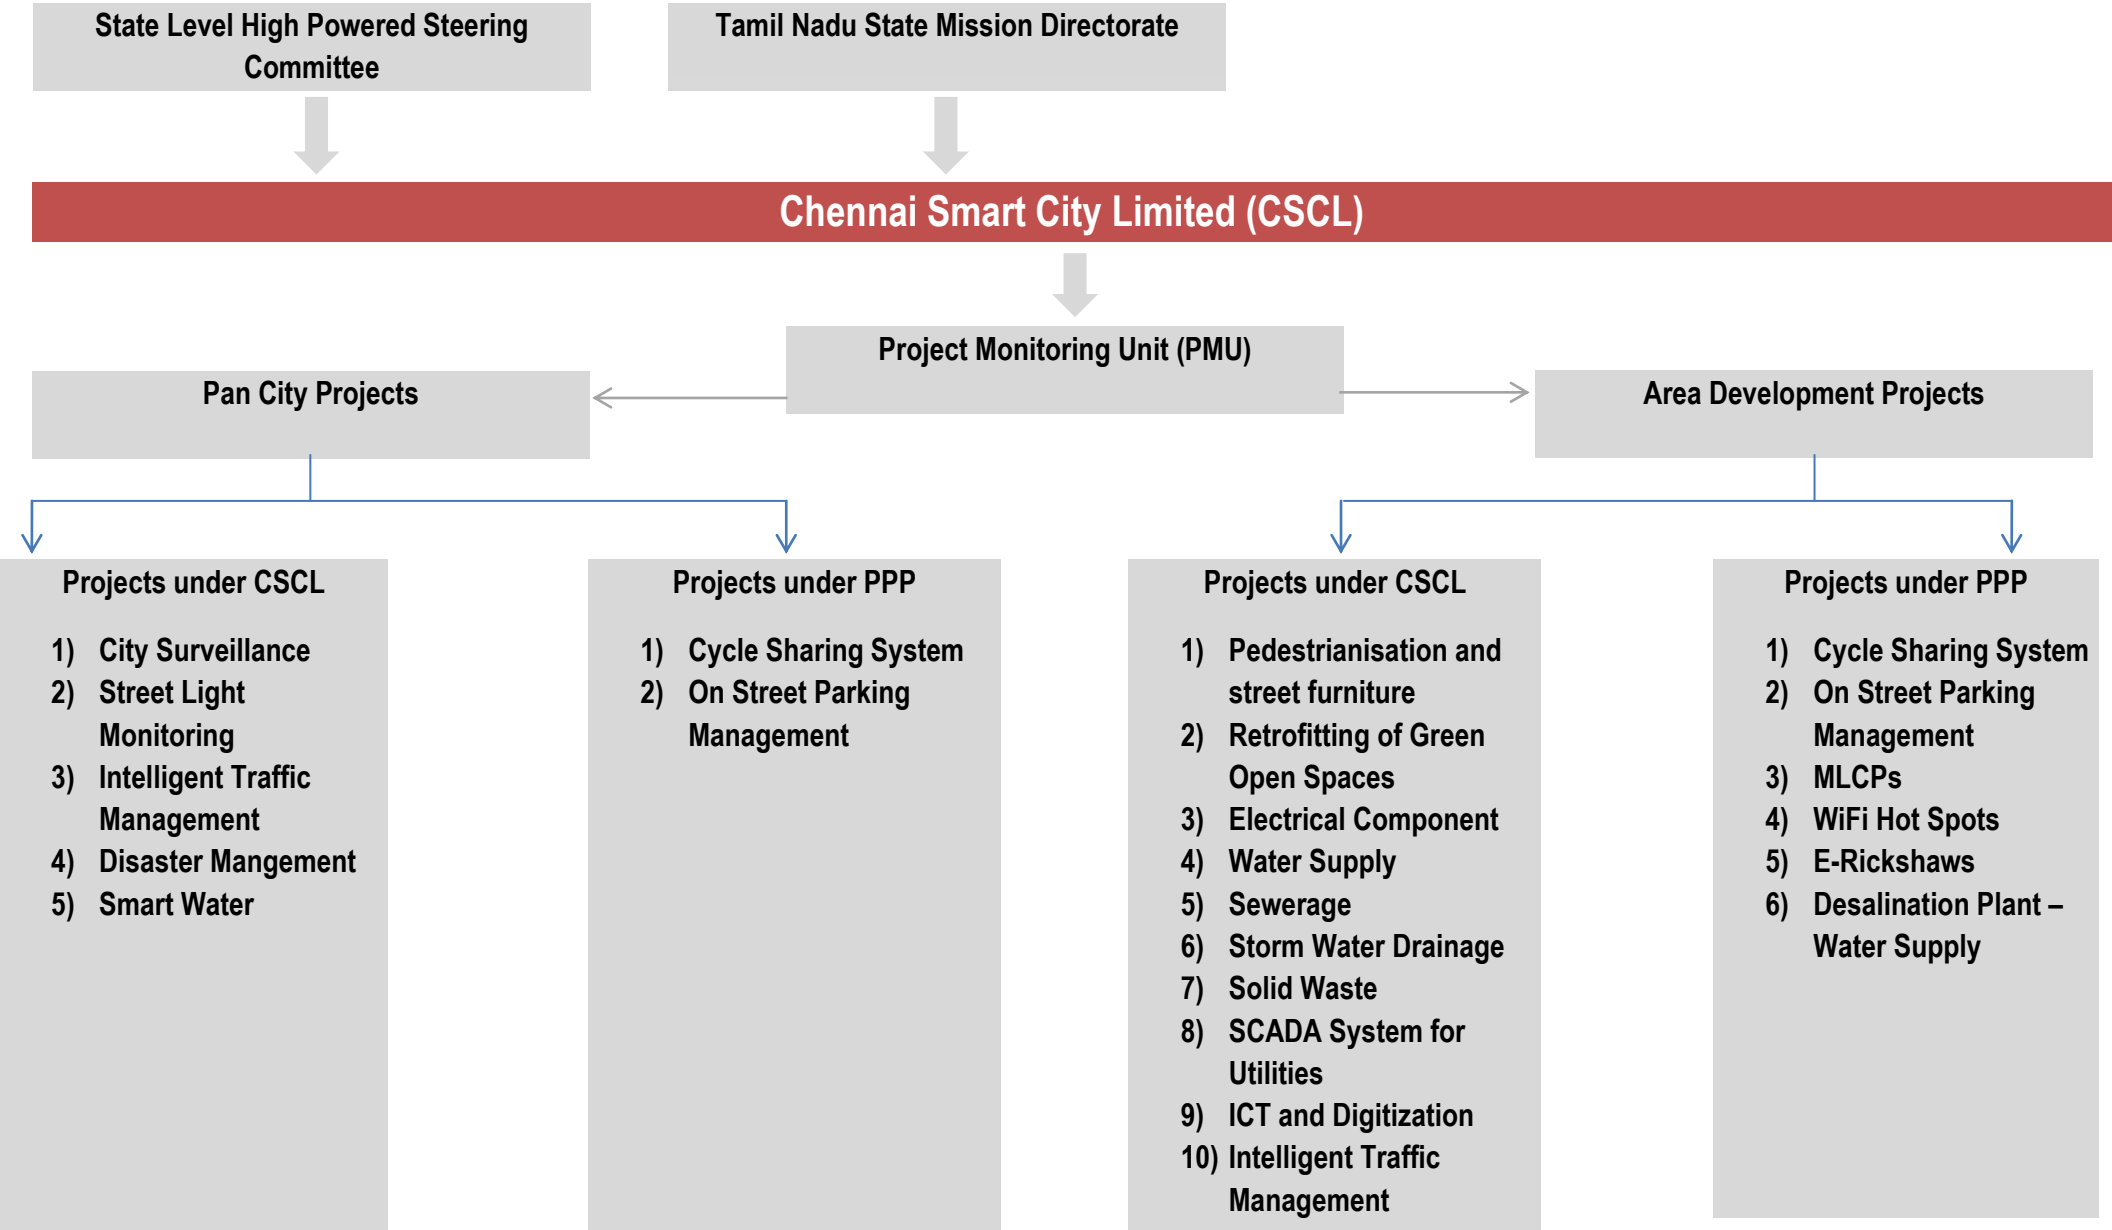 State Level High Powered Steering
Committee
Tamil Nadu State Mission Directorate
Chennai Smart City Limited (CSCL)
Project Monitoring Unit (PMU)
Pan City Projects
Area Development Projects
Projects under CSCL
1) City Surveillance
2) Street Light
Monitoring
3) Intelligent Traffic
Management
4) Disaster Mangement
5) Smart Water
Projects under PPP
1) Cycle Sharing System
2) On Street Parking
Management
Projects under CSCL
1) Pedestrianisation and
street furniture
2) Retrofitting of Green
Open Spaces
3) Electrical Component
4) Water Supply
5) Sewerage
6) Storm Water Drainage
7) Solid Waste
8) SCADA System for
Utilities
9) ICT and Digitization
10) Intelligent Traffic
Management
Projects under PPP
1) Cycle Sharing System
2) On Street Parking
Management
3) MLCPs
4) WiFi Hot Spots
5) E-Rickshaws
6) Desalination Plant –
Water Supply